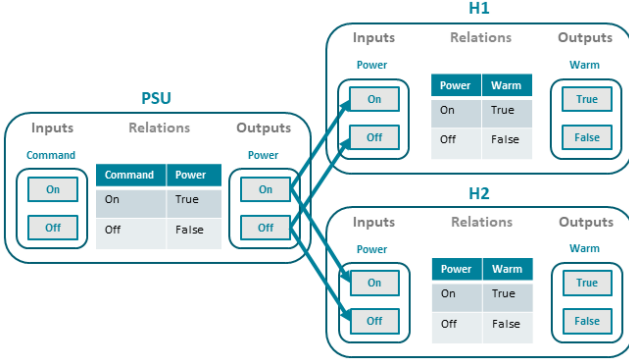 PSU
Inputs Relations Outputs
Command Power
Command Power
On True
Off False
On
Off
On
Off
H1
Inputs Relations Outputs
Power Warm
Power Warm
On True
Off False
On
Off
True
False
H2
Inputs Relations Outputs
Power Warm
Power Warm
On True
Off False
On
Off
True
False